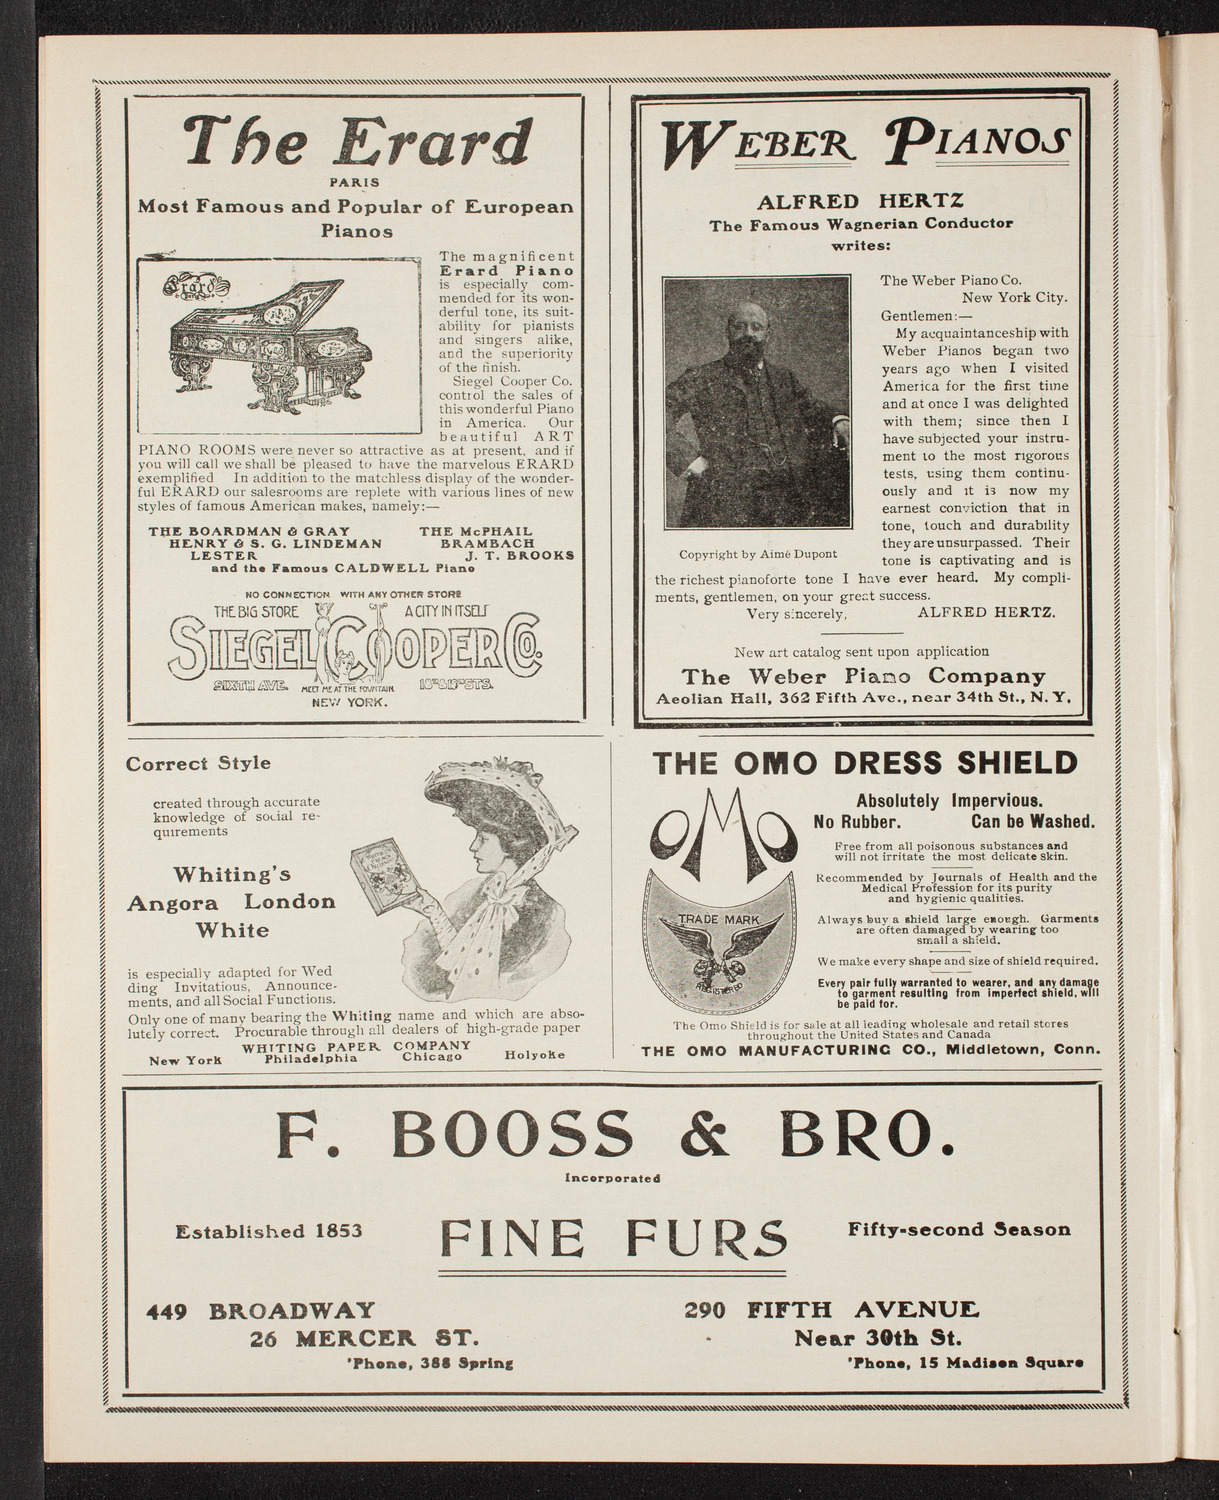 The Erard
PARIS
Most Famous and Popular of European
Pianos
Erard
Paris
The magnificent
Erard Piano
is especially com-
mended for its won-
derful tone, its suit-
ability for pianists
and singers alike,
and the superiority
of the finish.
Siegel Cooper Co.
control the sales of
this wonderful Piano
in America. Our
beautiful ART
PIANO ROOMS were never so attractive as at present, and if
you will call we shall be pleased to have the marvelous ERARD
exemplified In addition to the matchless display of the wonder-
ful ERARD our salesrooms are replete with various lines of new
styles of famous American makes, namely:—
THE BOARDMAN & GRAY THE McPHAIL
HENRY & S. G. LINDEMAN BRAMBACH
LESTER J. T. BROOKS
and the Famous CALDWELL Piano
NO CONNECTION WITH ANY OTHER STORE
THE BIG STORE A CITY IN ITSELF
SIEGEL COOPER CO.
SIXTH AVE. MEET ME AT THE FOUNTAIN 18TH & 19TH STS.
NEW YORK.
WEBER PIANOS
ALFRED HERTZ
The Famous Wagnerian Conductor
writes:
The Weber Piano Co.
New York City.
Gentlemen:—
My acquaintanceship with
Weber Pianos began two
years ago when I visited
America for the first time
and at once I was delighted
with them; since then I
have subjected your instru-
ment to the most rigorous
tests, using them continu-
ously and it is now my
earnest conviction that in
tone, touch and durability
they are unsurpassed. Their
tone is captivating and is
Copyright by Aimé Dupont
the richest pianoforte tone I have ever heard. My compli-
ments, gentlemen, on your great success.
Very sincerely, ALFRED HERTZ.
New art catalog sent upon application
The Weber Piano Company
Aeolian Hall, 362 Fifth Ave., near 34th St., N. Y.
Correct Style
created through accurate
knowledge of social re-
quirements
Whiting's
Angora London
White
is especially adapted for Wed
ding Invitations, Announce-
ments, and all Social Functions.
Only one of many bearing the Whiting name and which are abso-
lutely correct. Procurable through all dealers of high-grade paper
WHITING PAPER COMPANY
New York Philadelphia Chicago Holyoke
THE OMO DRESS SHIELD
OMO
TRADE MARK
REGISTERED
Absolutely Impervious.
No Rubber. Can be Washed.
Free from all poisonous substances and
will not irritate the most delicate skin.
Recommended by Journals of Health and the
Medical Profession for its purity
and hygienic qualities.
Always buy a shield large enough. Garments
are often damaged by wearing too
small a shield.
We make every shape and size of shield required.
Every pair fully warranted to wearer, and any damage
to garment resulting from imperfect shield, will
be paid for.
The Omo Shield is for sale at all leading wholesale and retail stores
throughout the United States and Canada
THE OMO MANUFACTURING CO., Middletown, Conn.
F. BOOSS & BRO.
Incorporated
Established 1853 FINE FURS Fifty-second Season
449 BROADWAY 290 FIFTH AVENUE
26 MERCER ST. Near 30th St.
'Phone, 388 Spring 'Phone, 15 Madison Square